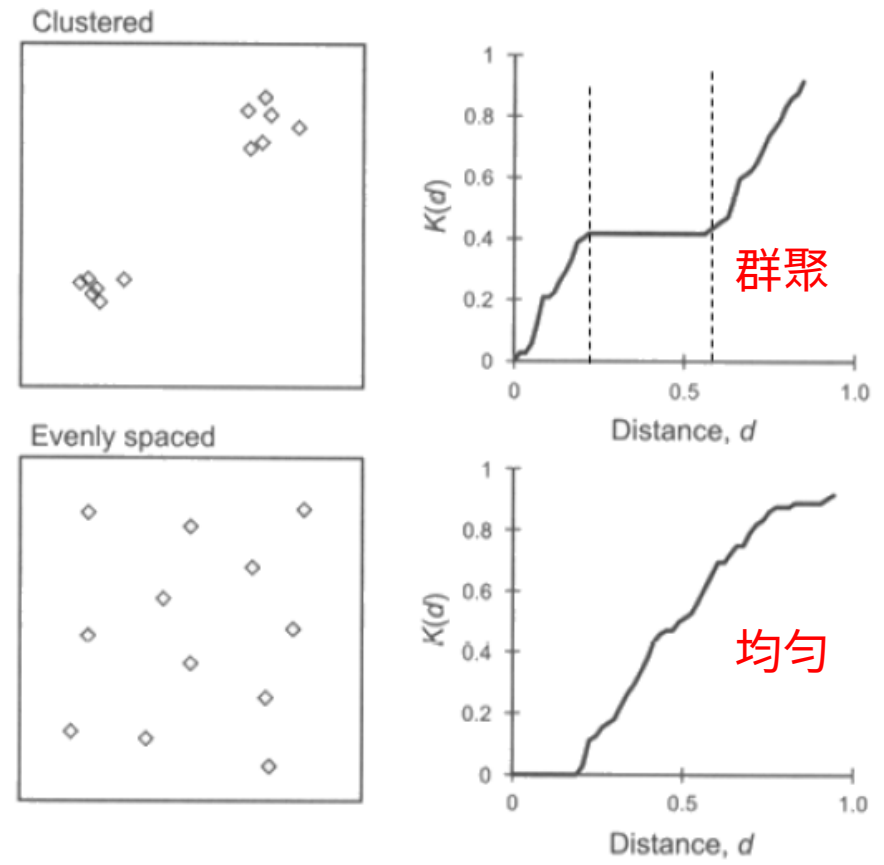 Clustered
1
0.8
0.6
0.4
0.2
0
K(d)
群聚
0
0.5
1.0
Distance, d
Evenly spaced
1
0.8
0.6
0.4
0.2
0
K(d)
均勻
0
0.5
1.0
Distance, d